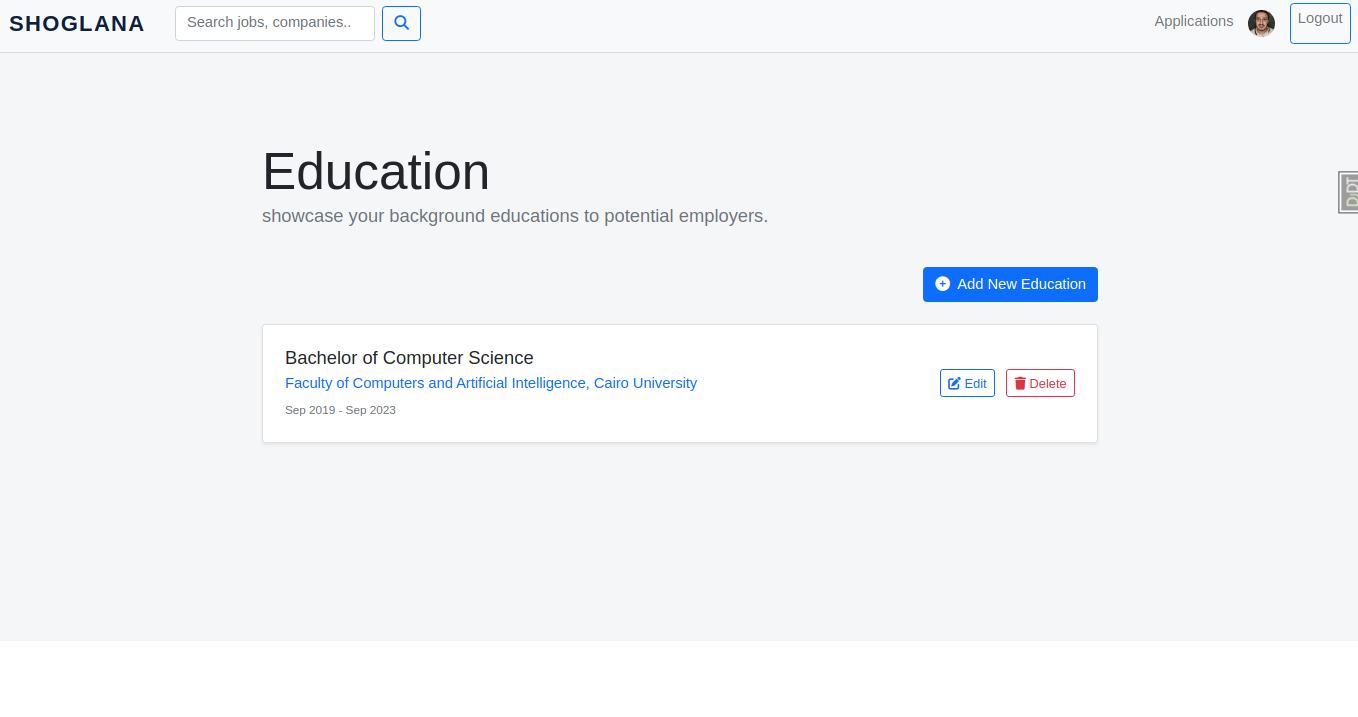 SHOGLANA
Search jobs, companies..
Applications
Logout
Education
showcase your background educations to potential employers.
DjDT
Add New Education
Bachelor of Computer Science
Faculty of Computers and Artificial Intelligence, Cairo University
Sep 2019 - Sep 2023
Edit
Delete